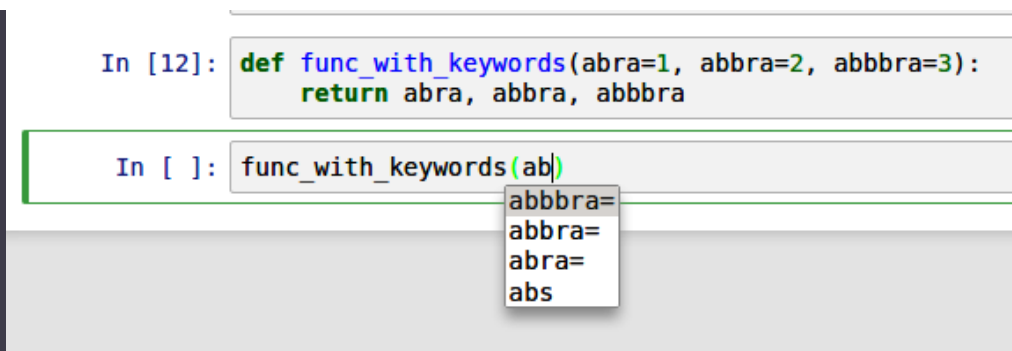 In [12]: def func_with_keywords(abra=1, abbra=2, abbbra=3):
return abra, abbra, abbbra
In [ ]: func_with_keywords(ab)
abbbra=
abbra=
abra=
abs